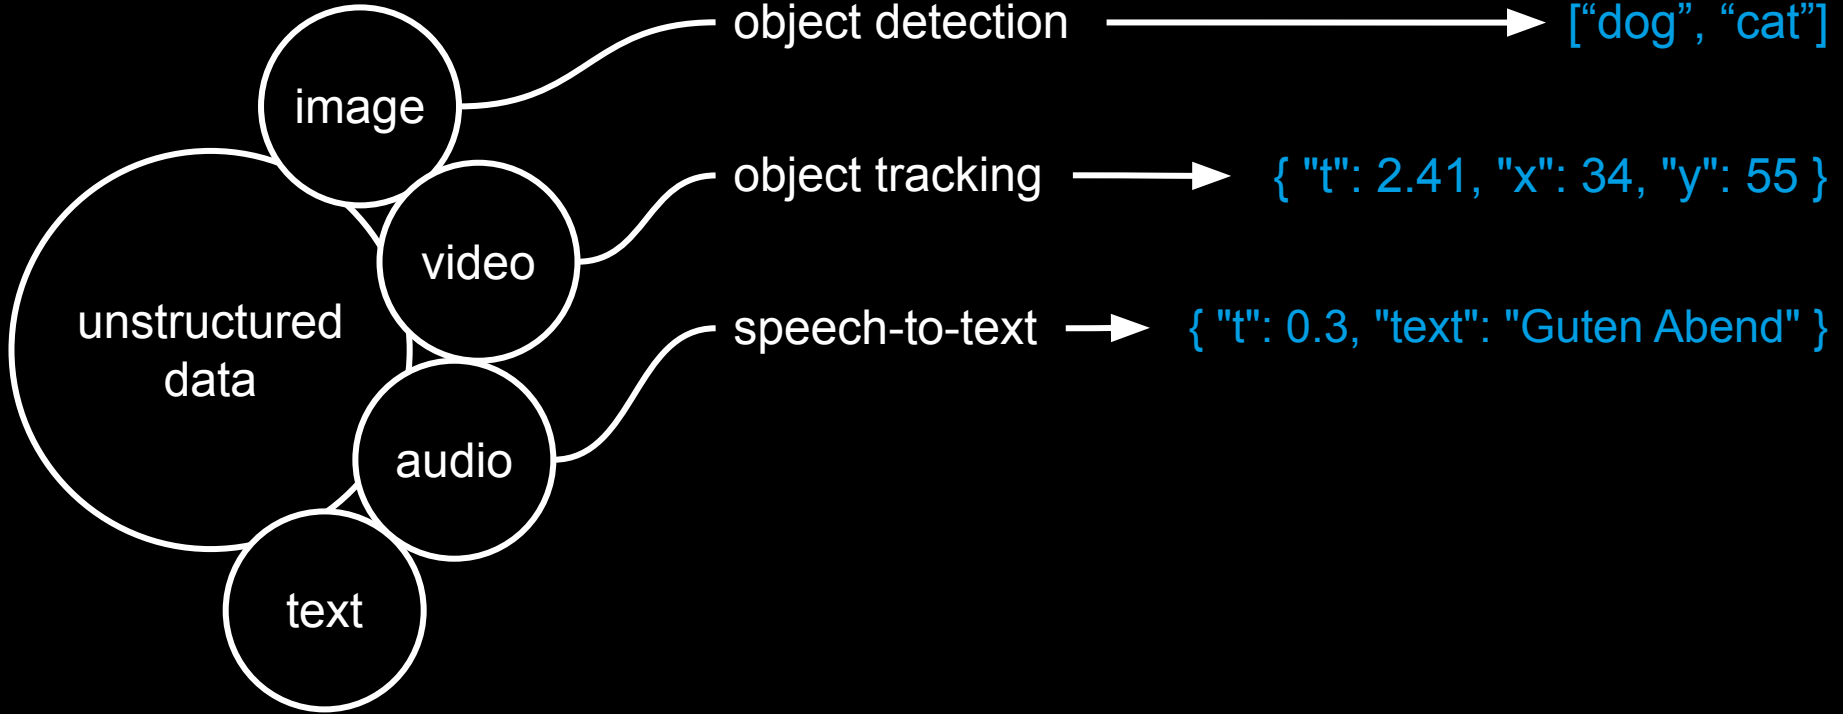 image
object detection
[“dog”, “cat”]
video
object tracking
{ "t": 2.41, "x": 34, "y": 55 }
unstructured
data
speech-to-text
{ "t": 0.3, "text": "Guten Abend" }
audio
text